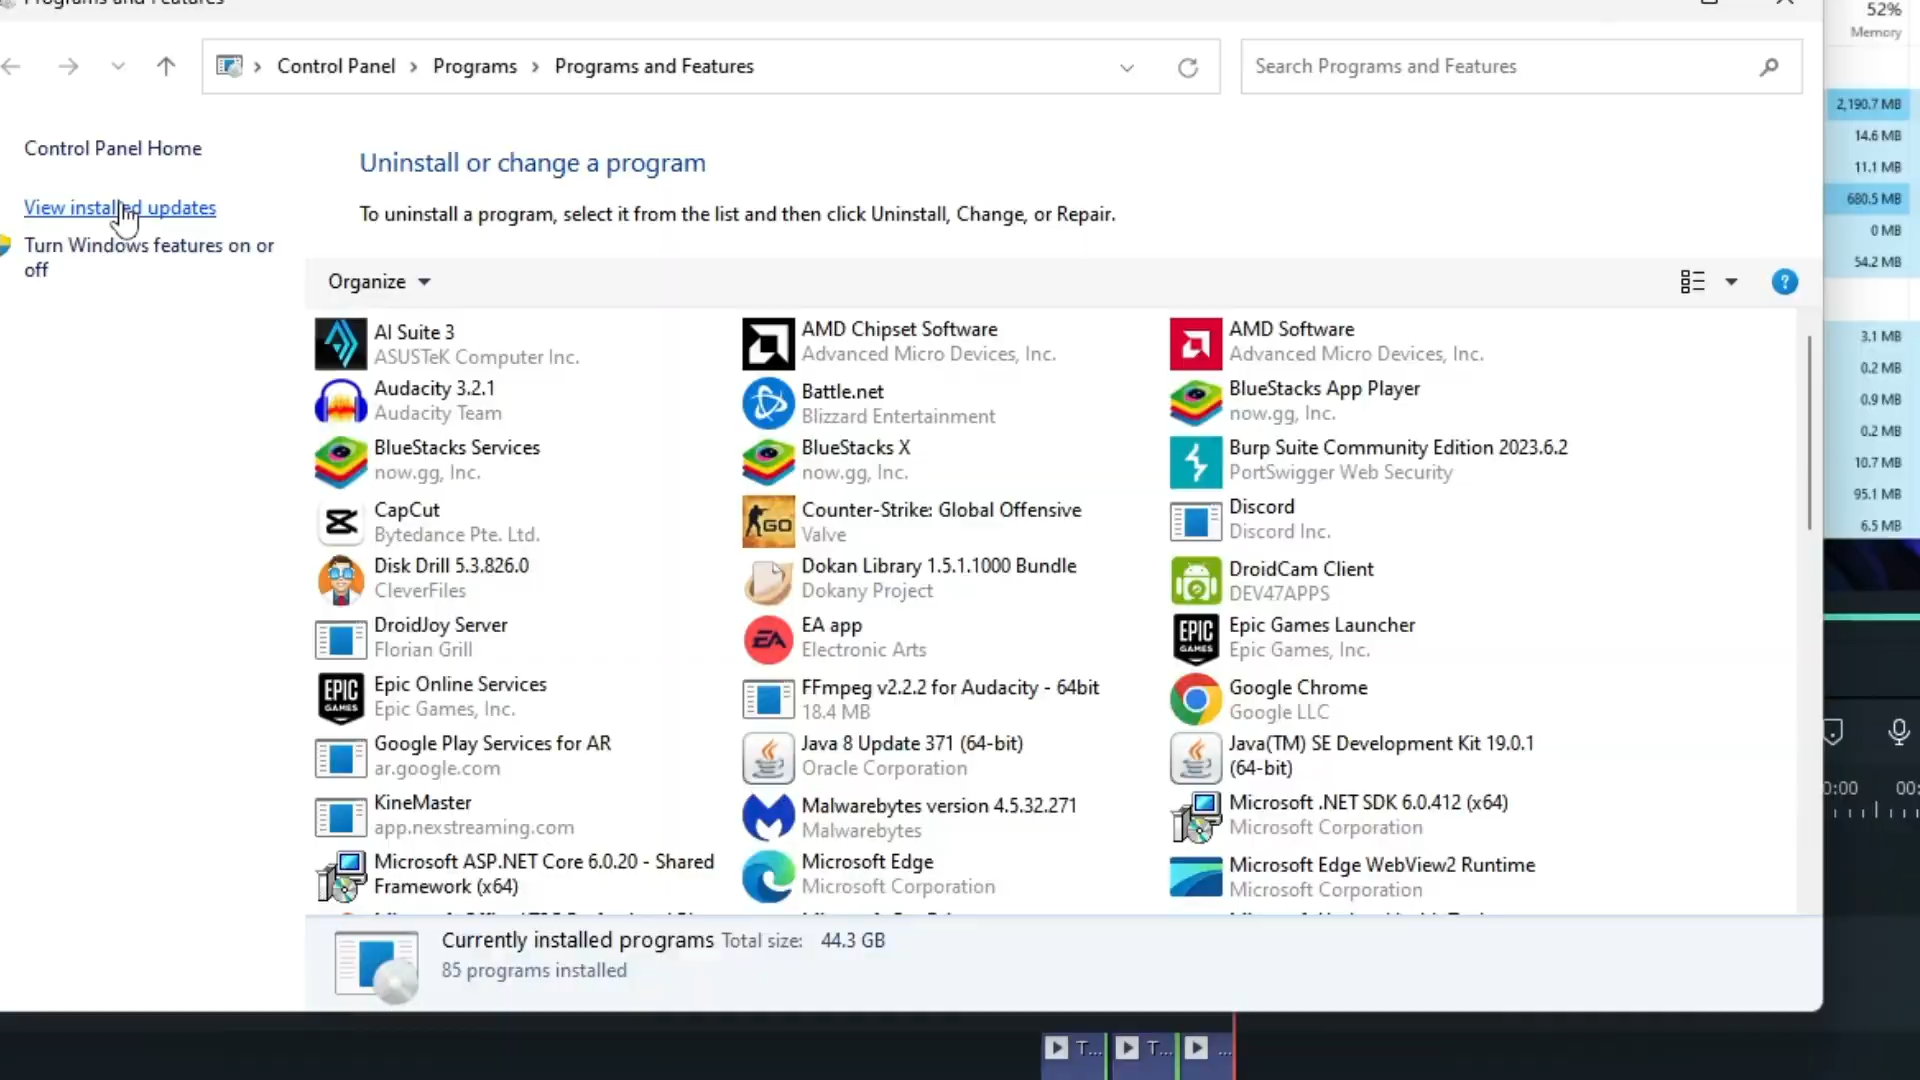 Programs and Features
52%
Memory
Control Panel > Programs > Programs and Features
Search Programs and Features
2,190.7 MB
14.6 MB
11.1 MB
680.5 MB
0 MB
54.2 MB
3.1 MB
0.2 MB
0.9 MB
0.2 MB
10.7 MB
95.1 MB
6.5 MB
Control Panel Home
View installed updates
Turn Windows features on or
off
Uninstall or change a program
To uninstall a program, select it from the list and then click Uninstall, Change, or Repair.
Organize
AI Suite 3
ASUSTeK Computer Inc.
AMD Chipset Software
Advanced Micro Devices, Inc.
AMD Software
Advanced Micro Devices, Inc.
Audacity 3.2.1
Audacity Team
Battle.net
Blizzard Entertainment
BlueStacks App Player
now.gg, Inc.
BlueStacks Services
now.gg, Inc.
BlueStacks X
now.gg, Inc.
Burp Suite Community Edition 2023.6.2
PortSwigger Web Security
CapCut
Bytedance Pte. Ltd.
GO
Counter-Strike: Global Offensive
Valve
Discord
Discord Inc.
Disk Drill 5.3.826.0
CleverFiles
Dokan Library 1.5.1.1000 Bundle
Dokany Project
DroidCam Client
DEV47APPS
DroidJoy Server
Florian Grill
EA
EA app
Electronic Arts
EPIC
GAMES
Epic Games Launcher
Epic Games, Inc.
EPIC
GAMES
Epic Online Services
Epic Games, Inc.
FFmpeg v2.2.2 for Audacity - 64bit
18.4 MB
Google Chrome
Google LLC
Google Play Services for AR
ar.google.com
Java 8 Update 371 (64-bit)
Oracle Corporation
Java(TM) SE Development Kit 19.0.1
(64-bit)
KineMaster
app.nexstreaming.com
Malwarebytes version 4.5.32.271
Malwarebytes
Microsoft .NET SDK 6.0.412 (x64)
Microsoft Corporation
Microsoft ASP.NET Core 6.0.20 - Shared
Framework (x64)
Microsoft Edge
Microsoft Corporation
Microsoft Edge WebView2 Runtime
Microsoft Corporation
Currently installed programs Total size: 44.3 GB
85 programs installed
0:00 00:
T... T... ...